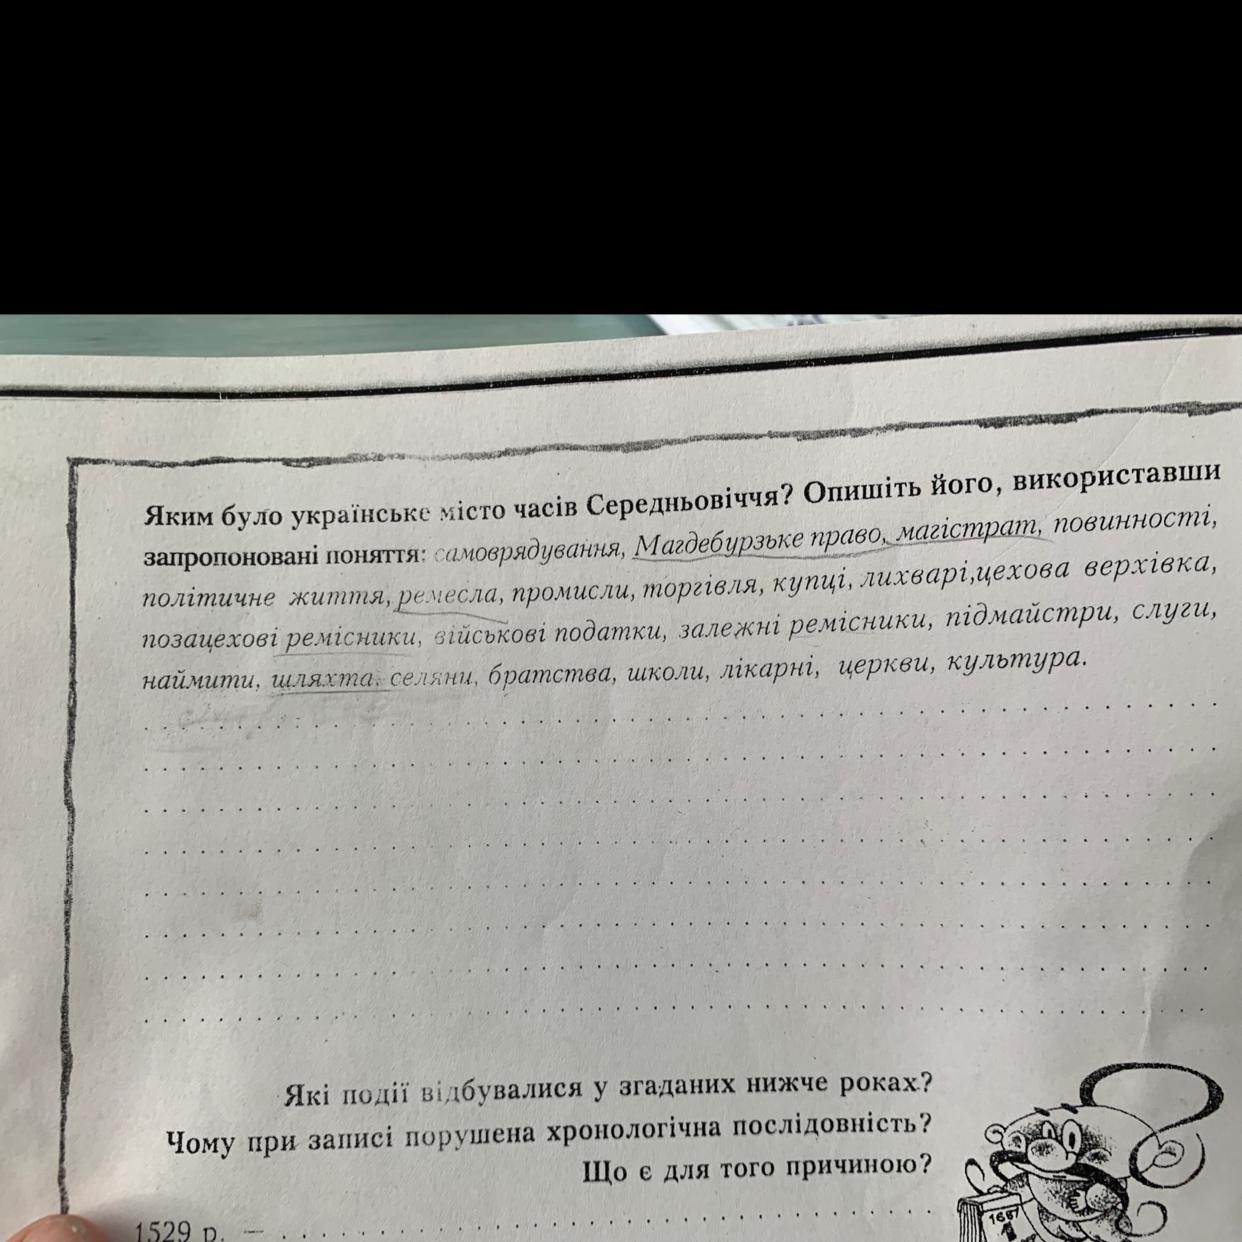 Яким було українське місто часів Середньовіччя? Опишіть його, використавши
запропоновані поняття: самоврядування, Магдебурзьке право, магістрат, повинності,
політичне життя, ремесла, промисли, торгівля, купці, лихварі,цехова верхівка,
позацехові ремісники, військові податки, залежні ремісники, підмайстри, слуги,
наймити, шляхта, селяни, братства, школи, лікарні, церкви, культура.
Які події відбувалися у згаданих нижче роках?
Чому при записі порушена хронологічна послідовність?
Що є для того причиною?
1529 р. –